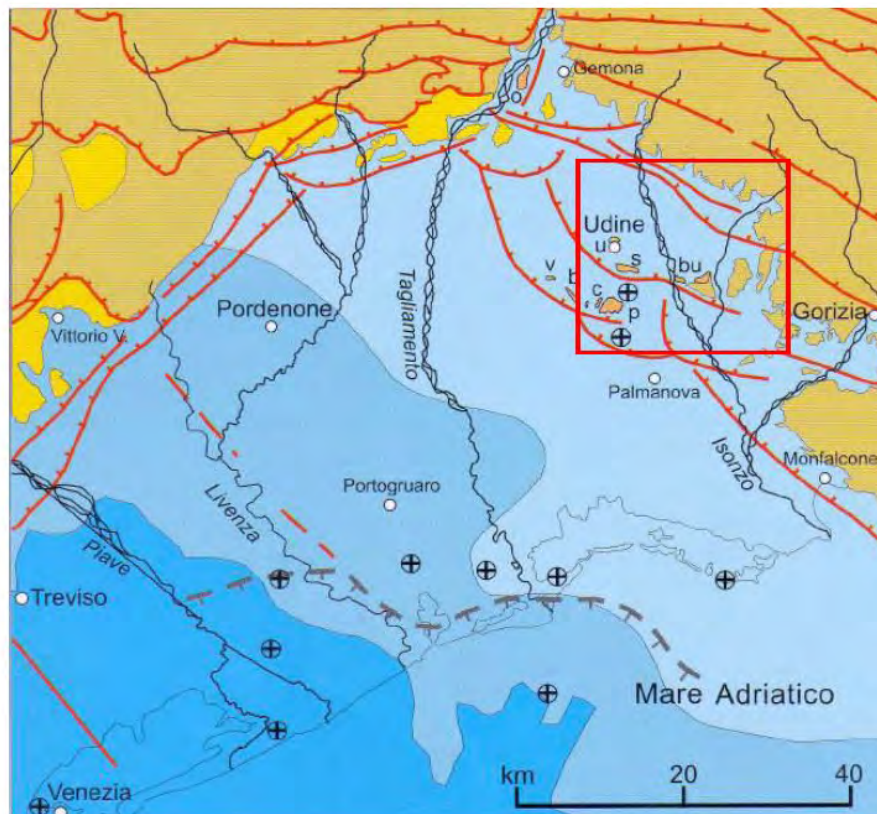 Gemona
o
Udine
u
s
v
b
bu
c
p
Gorizia
Tagliamento
Pordenone
Vittorio V.
Palmanova
Isonzo
Monfalcone
Portogruaro
Livenza
Piave
Treviso
Mare Adriatico
km
20
40
Venezia